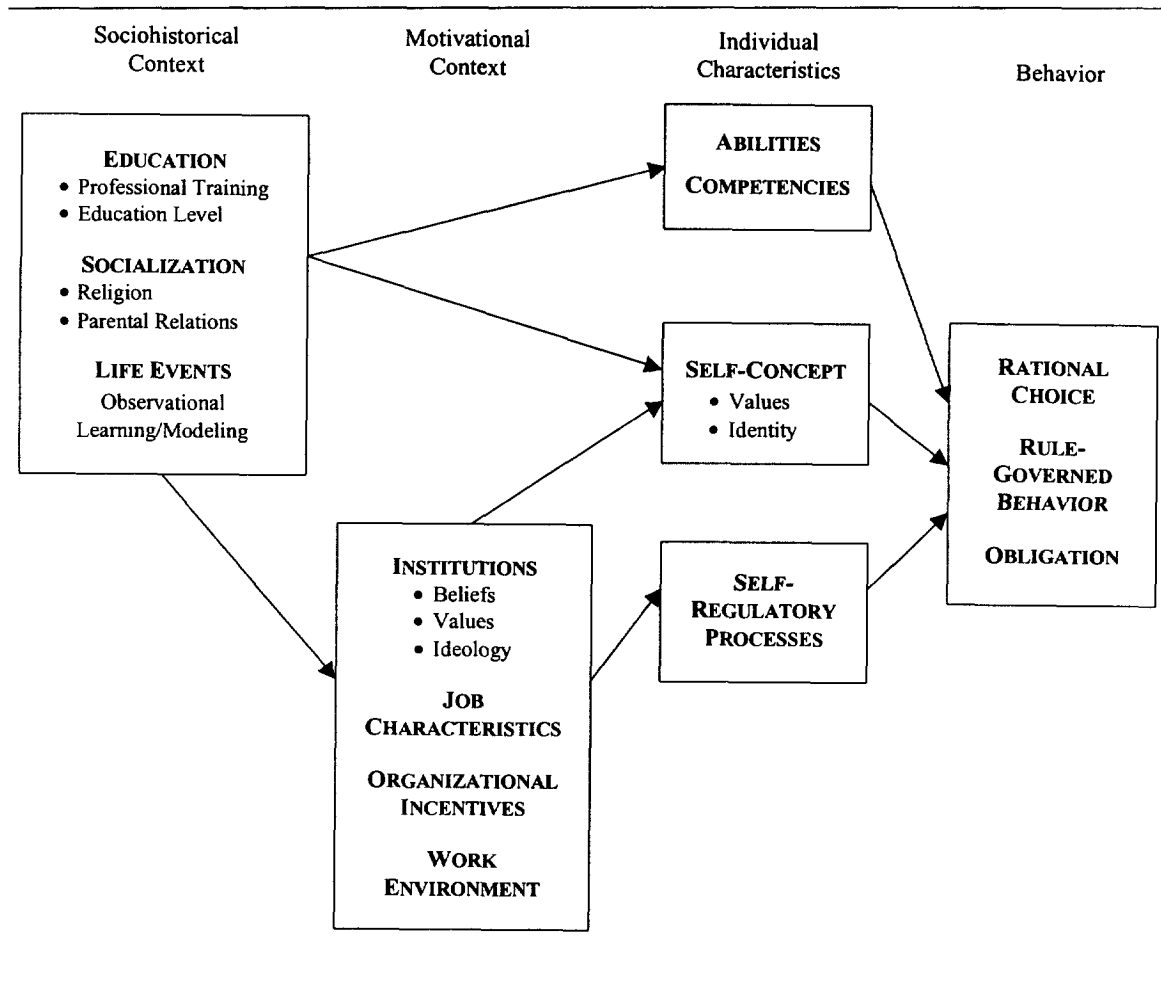 Sociohistorical
Context
Motivational
Context
Individual
Characteristics
Behavior
EDUCATION
• Professional Training
• Education Level
SOCIALIZATION
• Religion
• Parental Relations
LIFE EVENTS
Observational
Learning/Modeling
INSTITUTIONS
• Beliefs
• Values
• Ideology
JOB
CHARACTERISTICS
ORGANIZATIONAL
INCENTIVES
WORK
ENVIRONMENT
ABILITIES
COMPETENCIES
SELF-CONCEPT
• Values
• Identity
SELF-
REGULATORY
PROCESSES
RATIONAL
CHOICE
RULE-
GOVERNED
BEHAVIOR
OBLIGATION